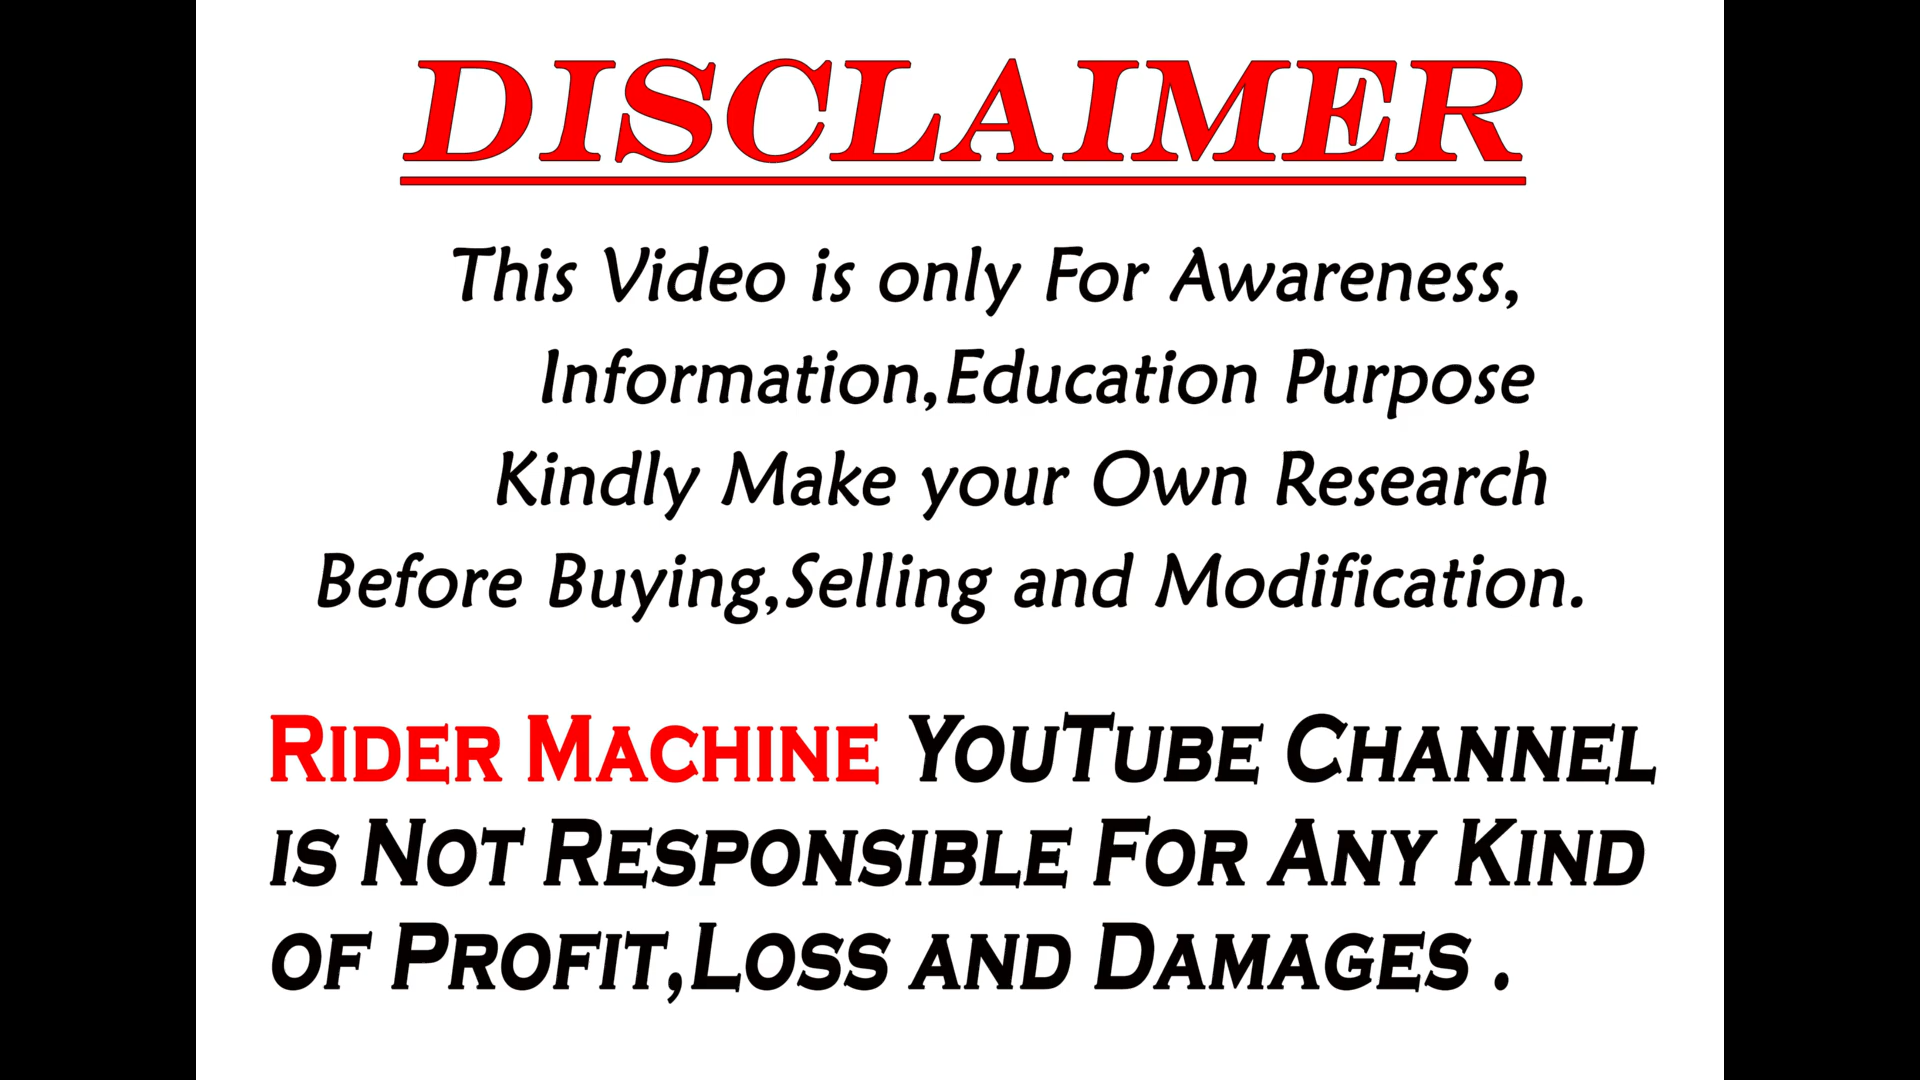 DISCLAIMER
This Video is only For Awareness,
Information,Education Purpose
Kindly Make your Own Research
Before Buying,Selling and Modification.
RIDER MACHINE YOUTUBE CHANNEL
IS NOT RESPONSIBLE FOR ANY KIND
OF PROFIT,LOSS AND DAMAGES .